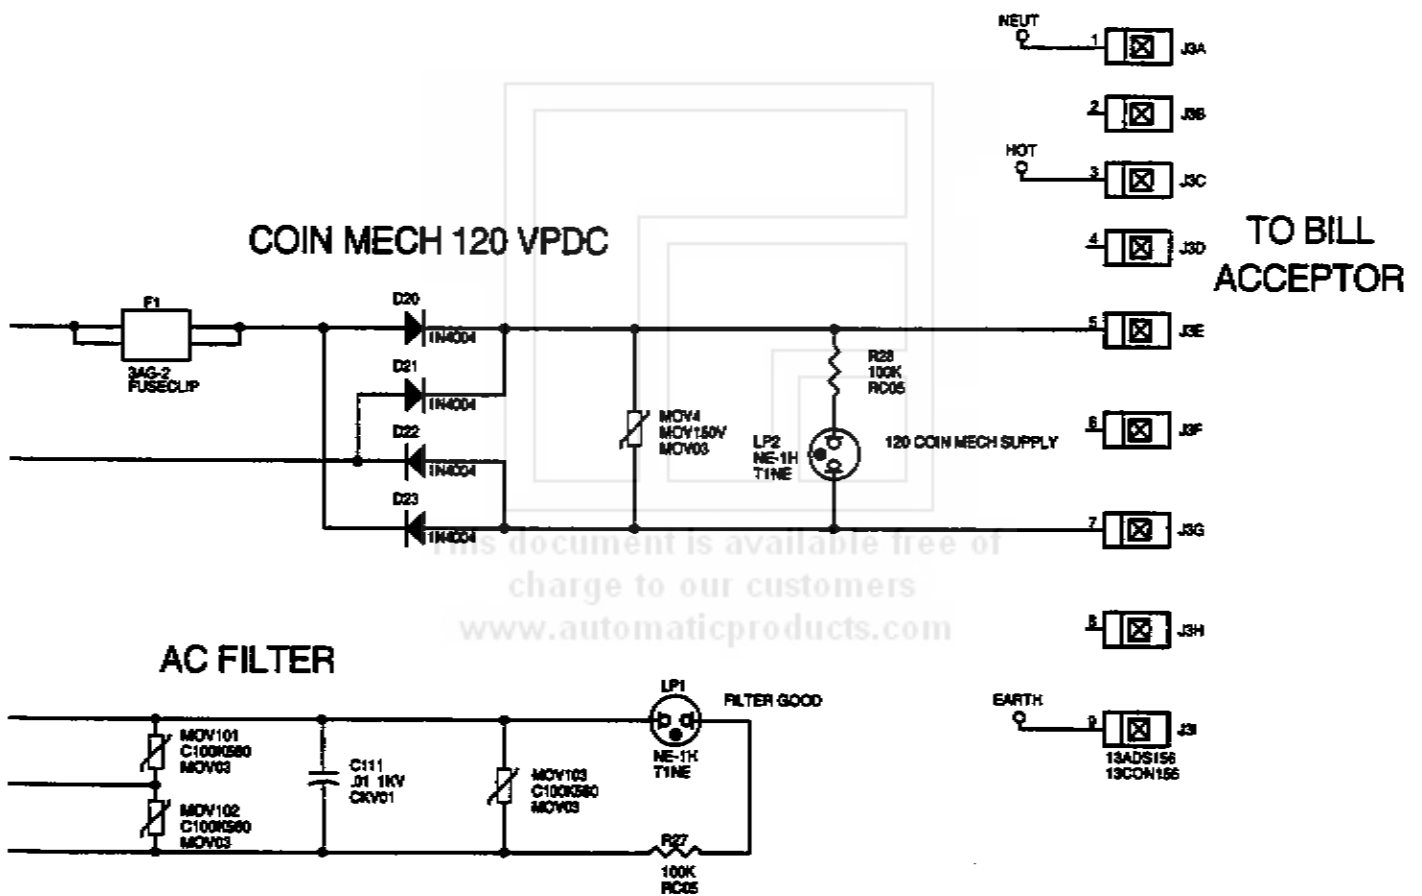 NEUT
1
J3A
2
J3B
HOT
3
J3C
COIN MECH 120 VPDC
4
J3D
TO BILL
ACCEPTOR
F1
3AG-2
FUSECLIP
D20
1N4004
5
J3E
D21
1N4004
R28
100K
RC05
D22
1N4004
MOV4
MOV150V
MOV03
LP2
NE-1H
T1NE
120 COIN MECH SUPPLY
6
J3F
D23
1N4004
7
J3G
This document is available free of
charge to our customers
www.automaticproducts.com
8
J3H
AC FILTER
LP1
FILTER GOOD
NE-1H
T1NE
EARTH
9
J3I
13ADS156
13CON156
MOV101
C100K560
MOV03
C111
.01 1KV
CKV01
MOV103
C100K560
MOV03
MOV102
C100K560
MOV03
R27
100K
RC05